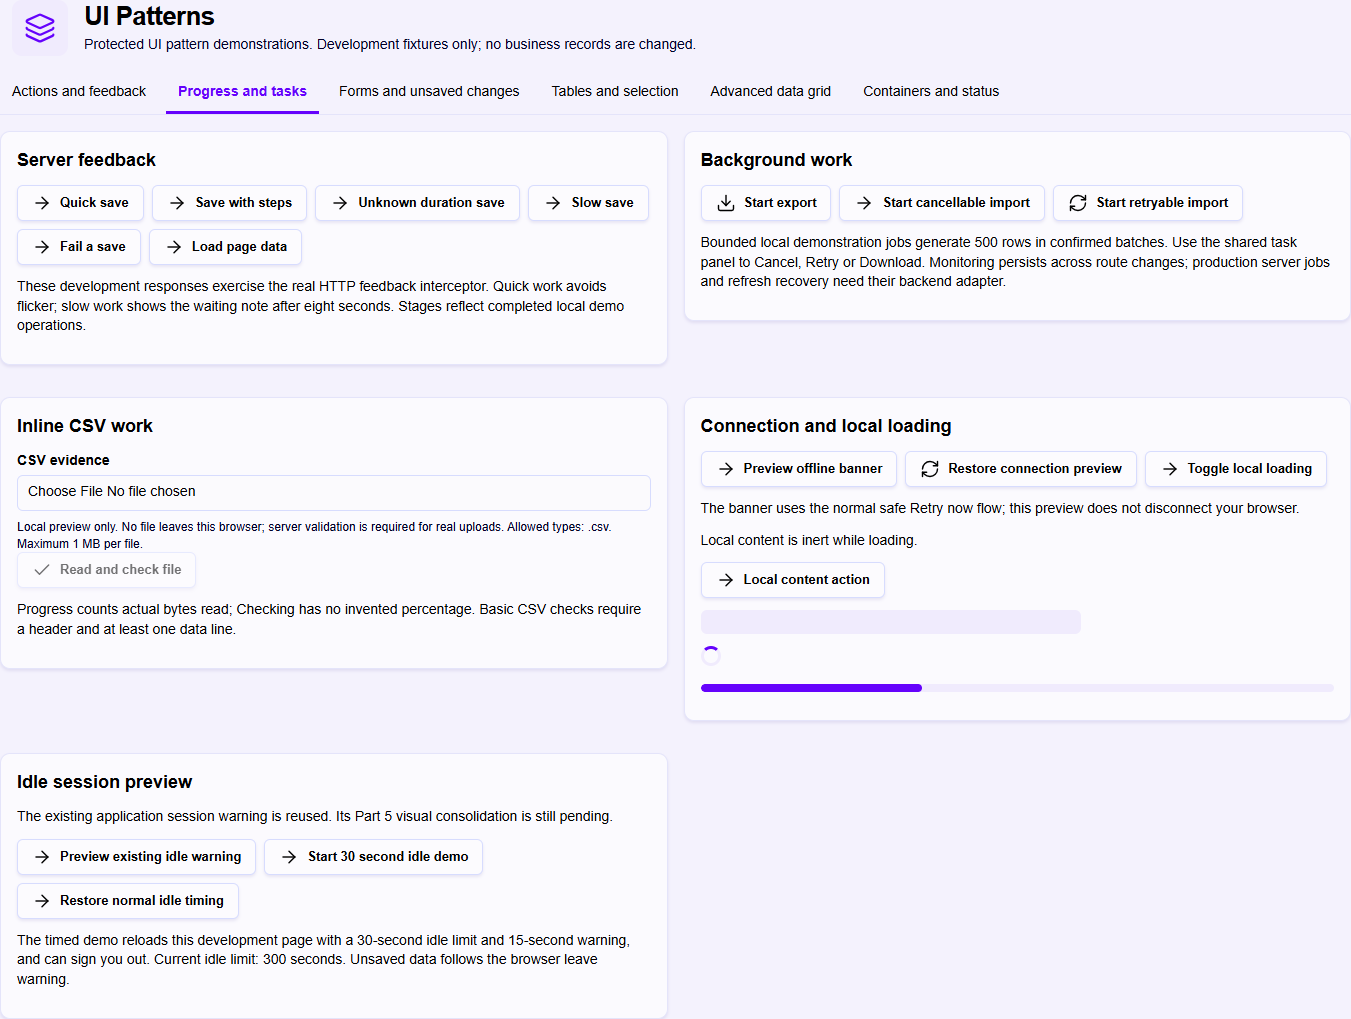 UI Patterns
Protected UI pattern demonstrations. Development fixtures only; no business records are changed.
Actions and feedback
Progress and tasks
Forms and unsaved changes
Tables and selection
Advanced data grid
Containers and status
Server feedback
Quick save
Save with steps
Unknown duration save
Slow save
Fail a save
Load page data
These development responses exercise the real HTTP feedback interceptor. Quick work avoids
flicker; slow work shows the waiting note after eight seconds. Stages reflect completed local demo
operations.
Background work
Start export
Start cancellable import
Start retryable import
Bounded local demonstration jobs generate 500 rows in confirmed batches. Use the shared task
panel to Cancel, Retry or Download. Monitoring persists across route changes; production server jobs
and refresh recovery need their backend adapter.
Inline CSV work
CSV evidence
Choose File No file chosen
Local preview only. No file leaves this browser; server validation is required for real uploads. Allowed types: .csv.
Maximum 1 MB per file.
Read and check file
Progress counts actual bytes read; Checking has no invented percentage. Basic CSV checks require
a header and at least one data line.
Connection and local loading
Preview offline banner
Restore connection preview
Toggle local loading
The banner uses the normal safe Retry now flow; this preview does not disconnect your browser.
Local content is inert while loading.
Local content action
Idle session preview
The existing application session warning is reused. Its Part 5 visual consolidation is still pending.
Preview existing idle warning
Start 30 second idle demo
Restore normal idle timing
The timed demo reloads this development page with a 30-second idle limit and 15-second warning,
and can sign you out. Current idle limit: 300 seconds. Unsaved data follows the browser leave
warning.